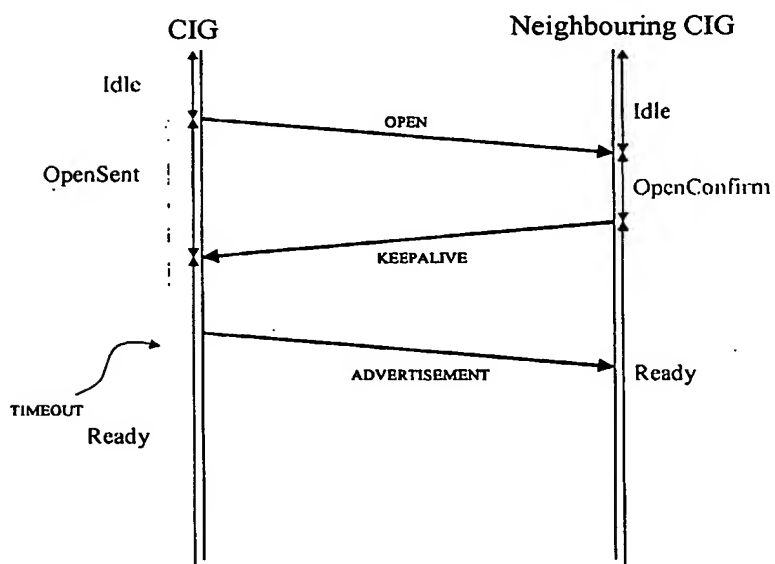 CIG
Neighbouring CIG
Idle
Idle
OPEN
OpenSent
OpenConfirm
KEEPALIVE
ADVERTISEMENT
Ready
TIMEOUT
Ready